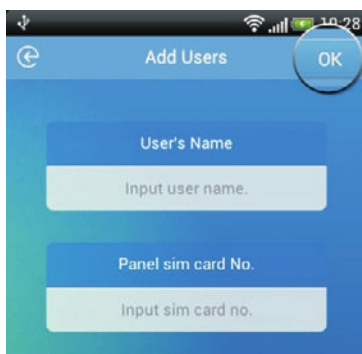 10:28
Add Users
OK
User's Name
Input user name.
Panel sim card No.
Input sim card no.